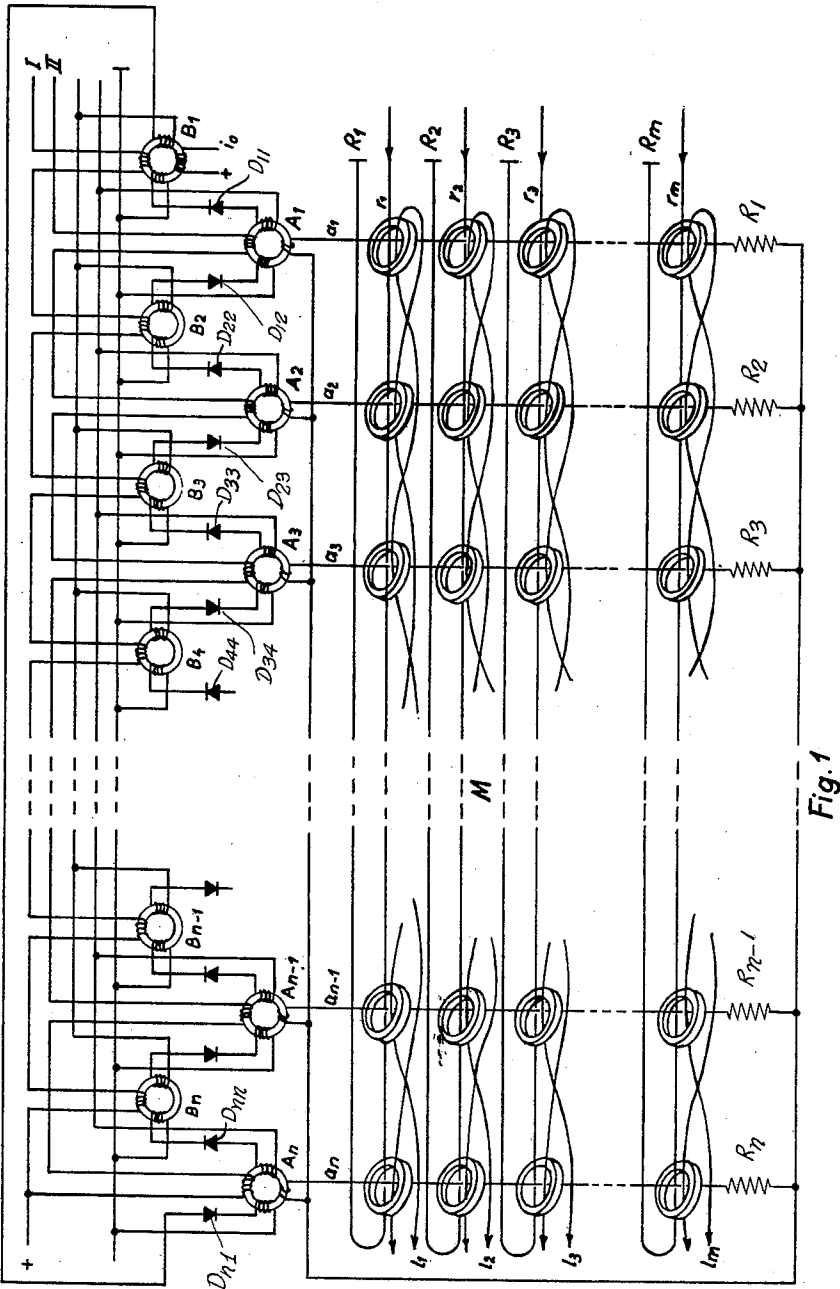 I
II
+
B1
i0
+
D11
A1
D12
B2
D22
A2
D23
B3
D33
A3
D34
B4
D44
Bn-1
An-1
Bn
Dnn
An
Dn1
a1
a2
a3
an-1
an
R1
r1
R2
r2
R3
r3
Rm
rm
M
l1
l2
l3
lm
R1
R2
R3
Rn-1
Rn
Fig. 1